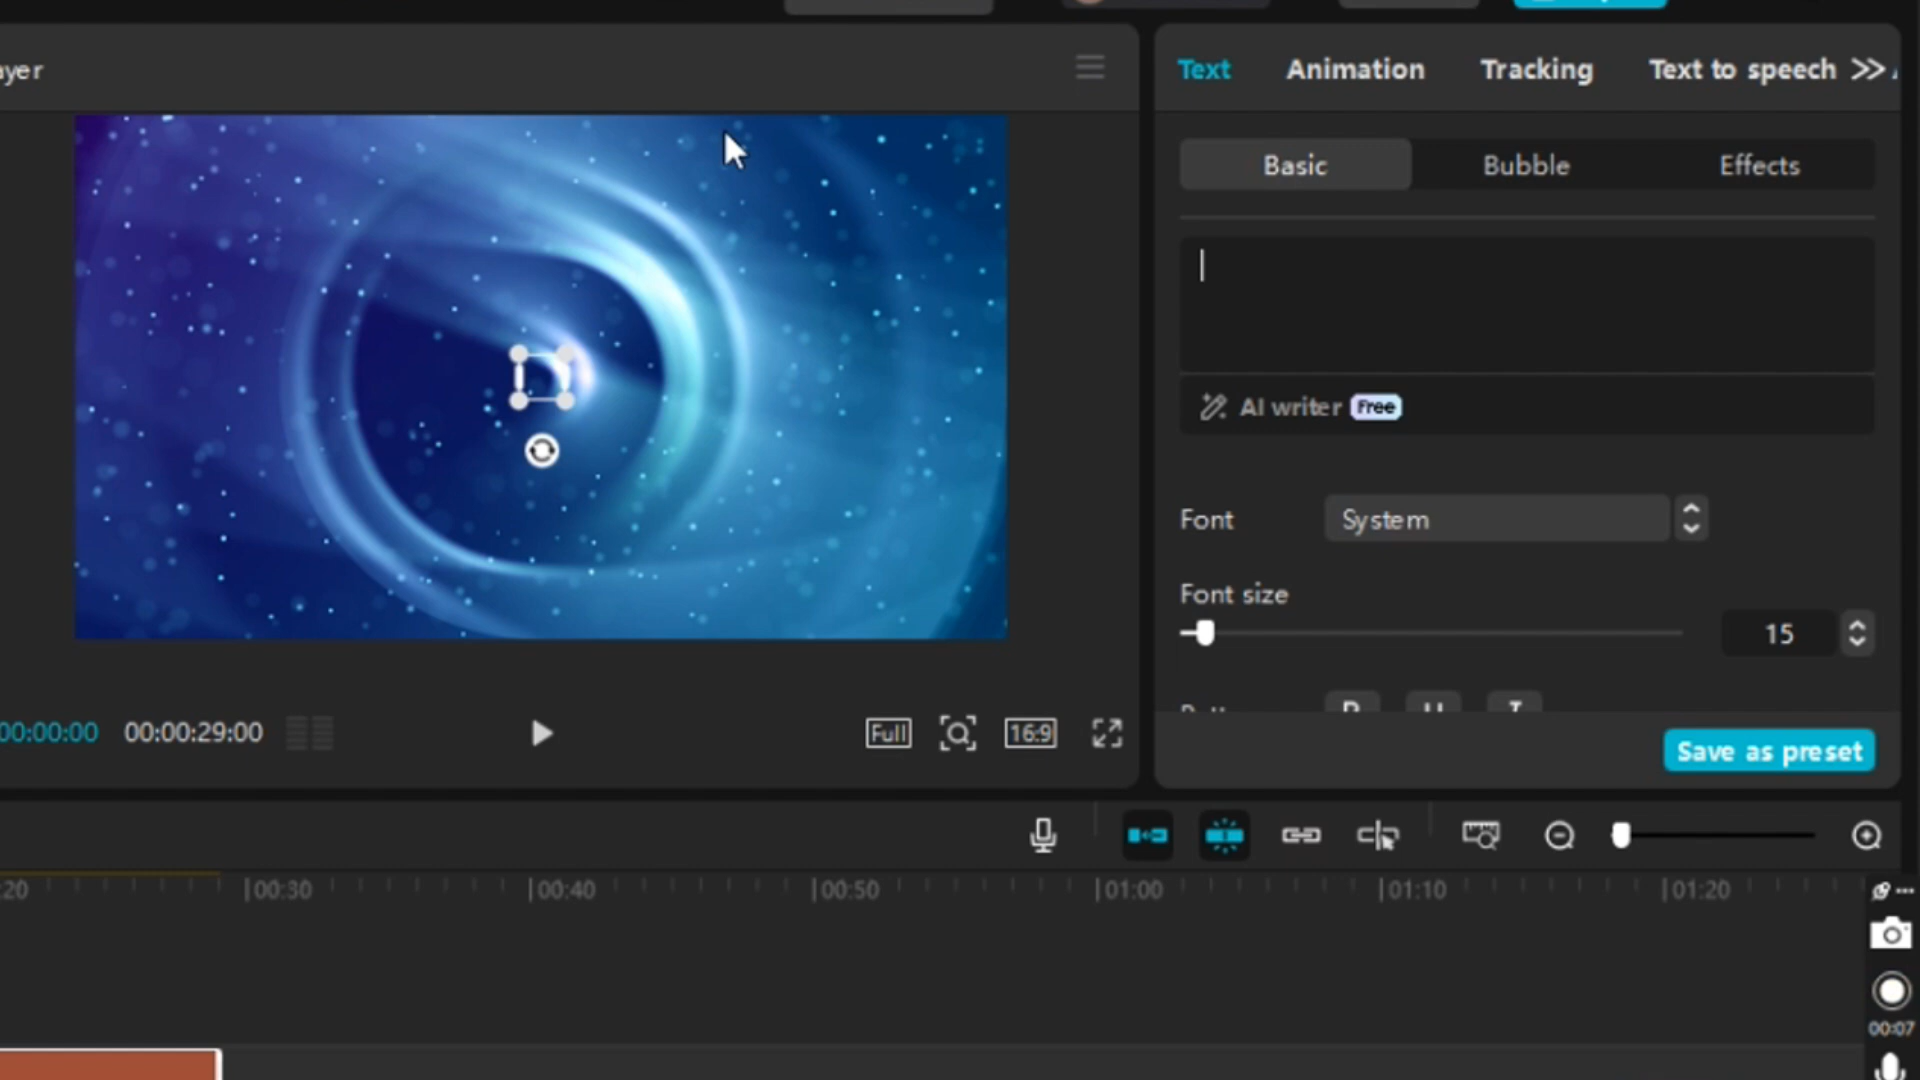 ayer
Text Animation Tracking Text to speech
Basic Bubble Effects
AI writer Free
Font System
Font size
15
00:00:00 00:00:29:00 Full 16:9
Save as preset
:20 00:30 00:40 00:50 01:00 01:10 01:20
00:07